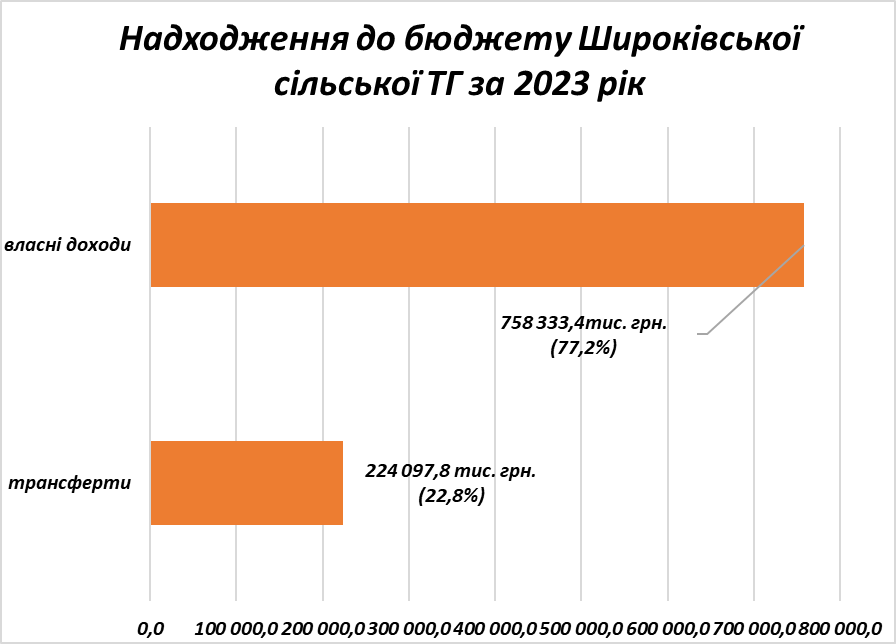 Надходження до бюджету Широківської
сільської ТГ за 2023 рік
власні доходи
758 333,4тис. грн.
(77,2%)
трансферти
224 097,8 тис. грн.
(22,8%)
0,0 100 000,0 200 000,0 300 000,0 400 000,0 500 000,0 600 000,0 700 000,0 800 000,0